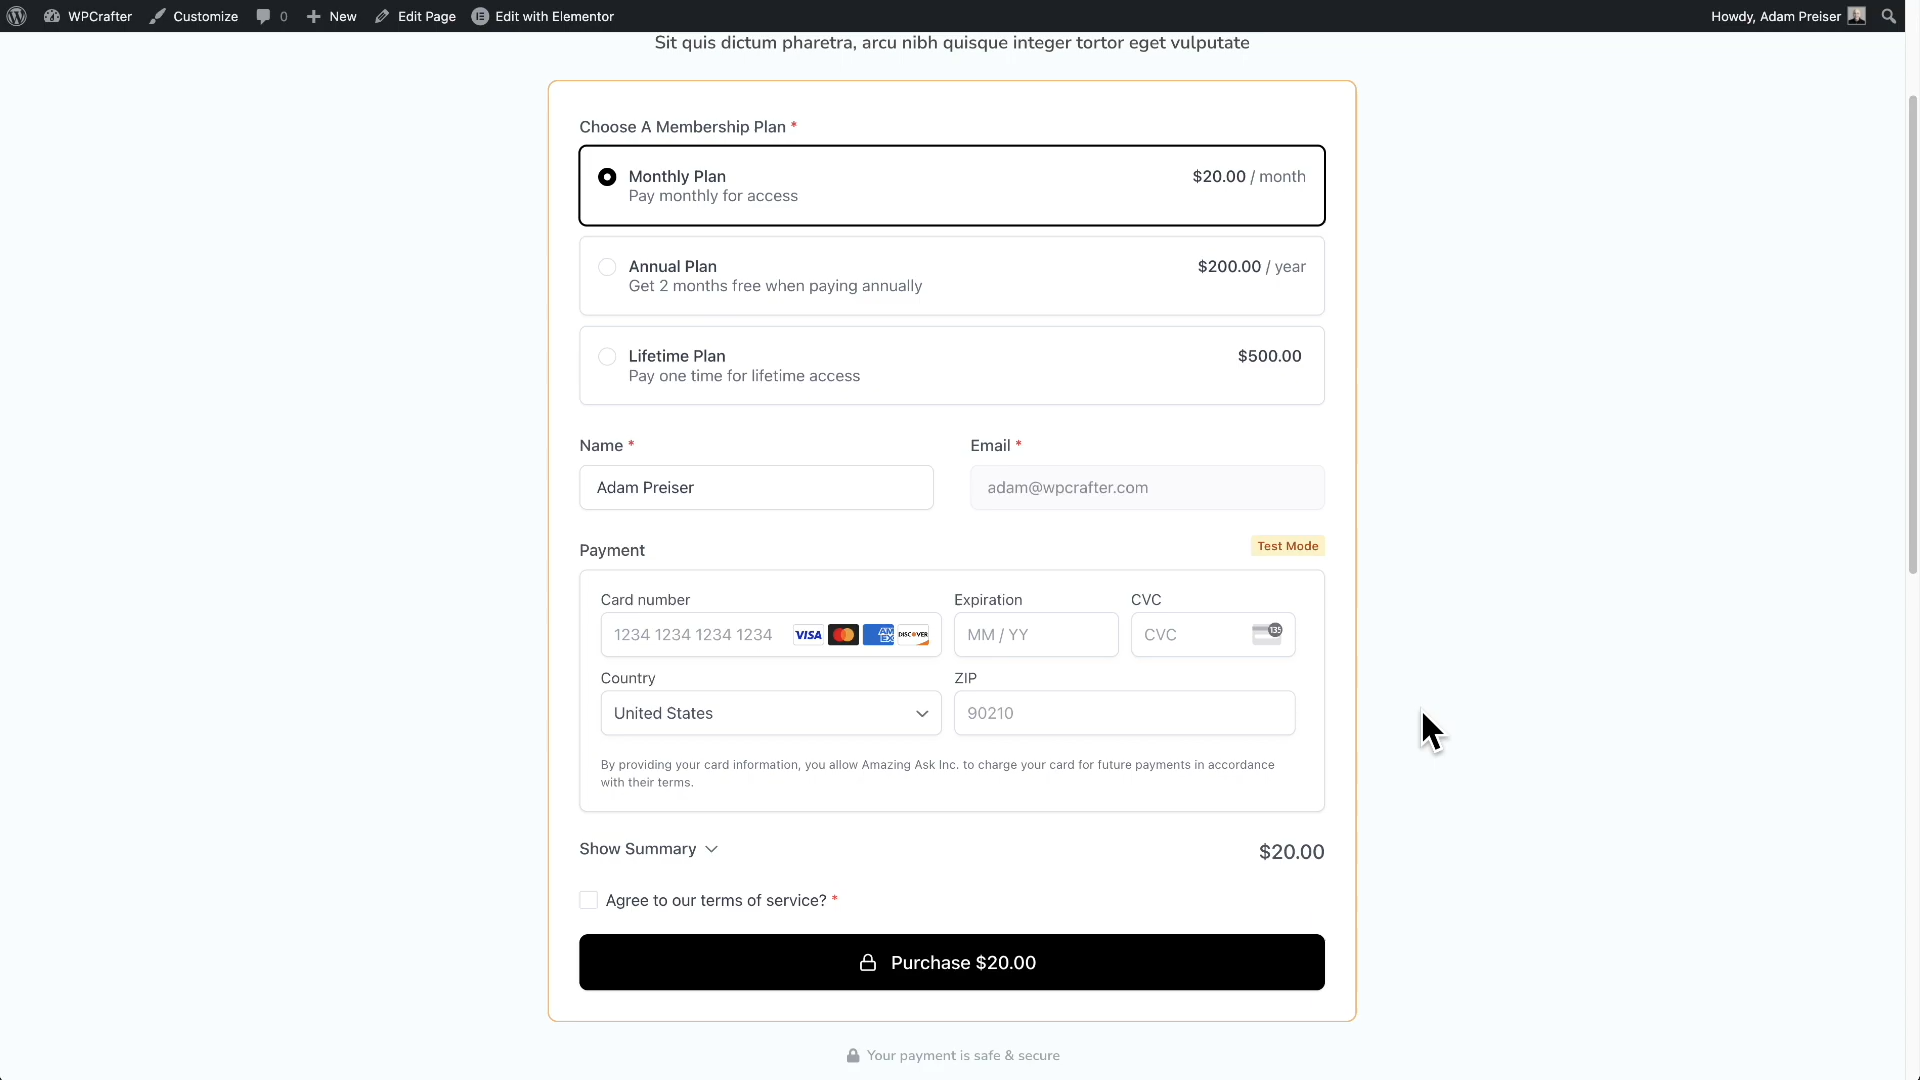 WPCrafter Customize 0 New Edit Page Edit with Elementor Howdy, Adam Preiser
Sit quis dictum pharetra, arcu nibh quisque integer tortor eget vulputate
Choose A Membership Plan *
Monthly Plan $20.00 / month
Pay monthly for access
Annual Plan $200.00 / year
Get 2 months free when paying annually
Lifetime Plan $500.00
Pay one time for lifetime access
Name * Email *
Adam Preiser adam@wpcrafter.com
Payment Test Mode
Card number Expiration CVC
1234 1234 1234 1234 VISA AM EX DISCOVER MM / YY CVC 135
Country ZIP
United States 90210
By providing your card information, you allow Amazing Ask Inc. to charge your card for future payments in accordance
with their terms.
Show Summary $20.00
Agree to our terms of service? *
Purchase $20.00
Your payment is safe & secure